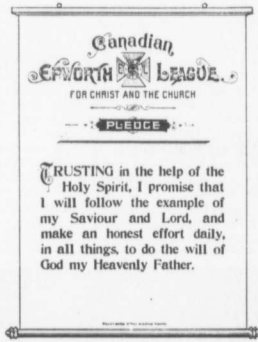 Canadian,
EPWORTH LEAGUE.
FOR CHRIST AND THE CHURCH
PLEDGE
TRUSTING in the help of the
Holy Spirit, I promise that
I will follow the example of
my Saviour and Lord, and
make an honest effort daily,
in all things, to do the will of
God my Heavenly Father.